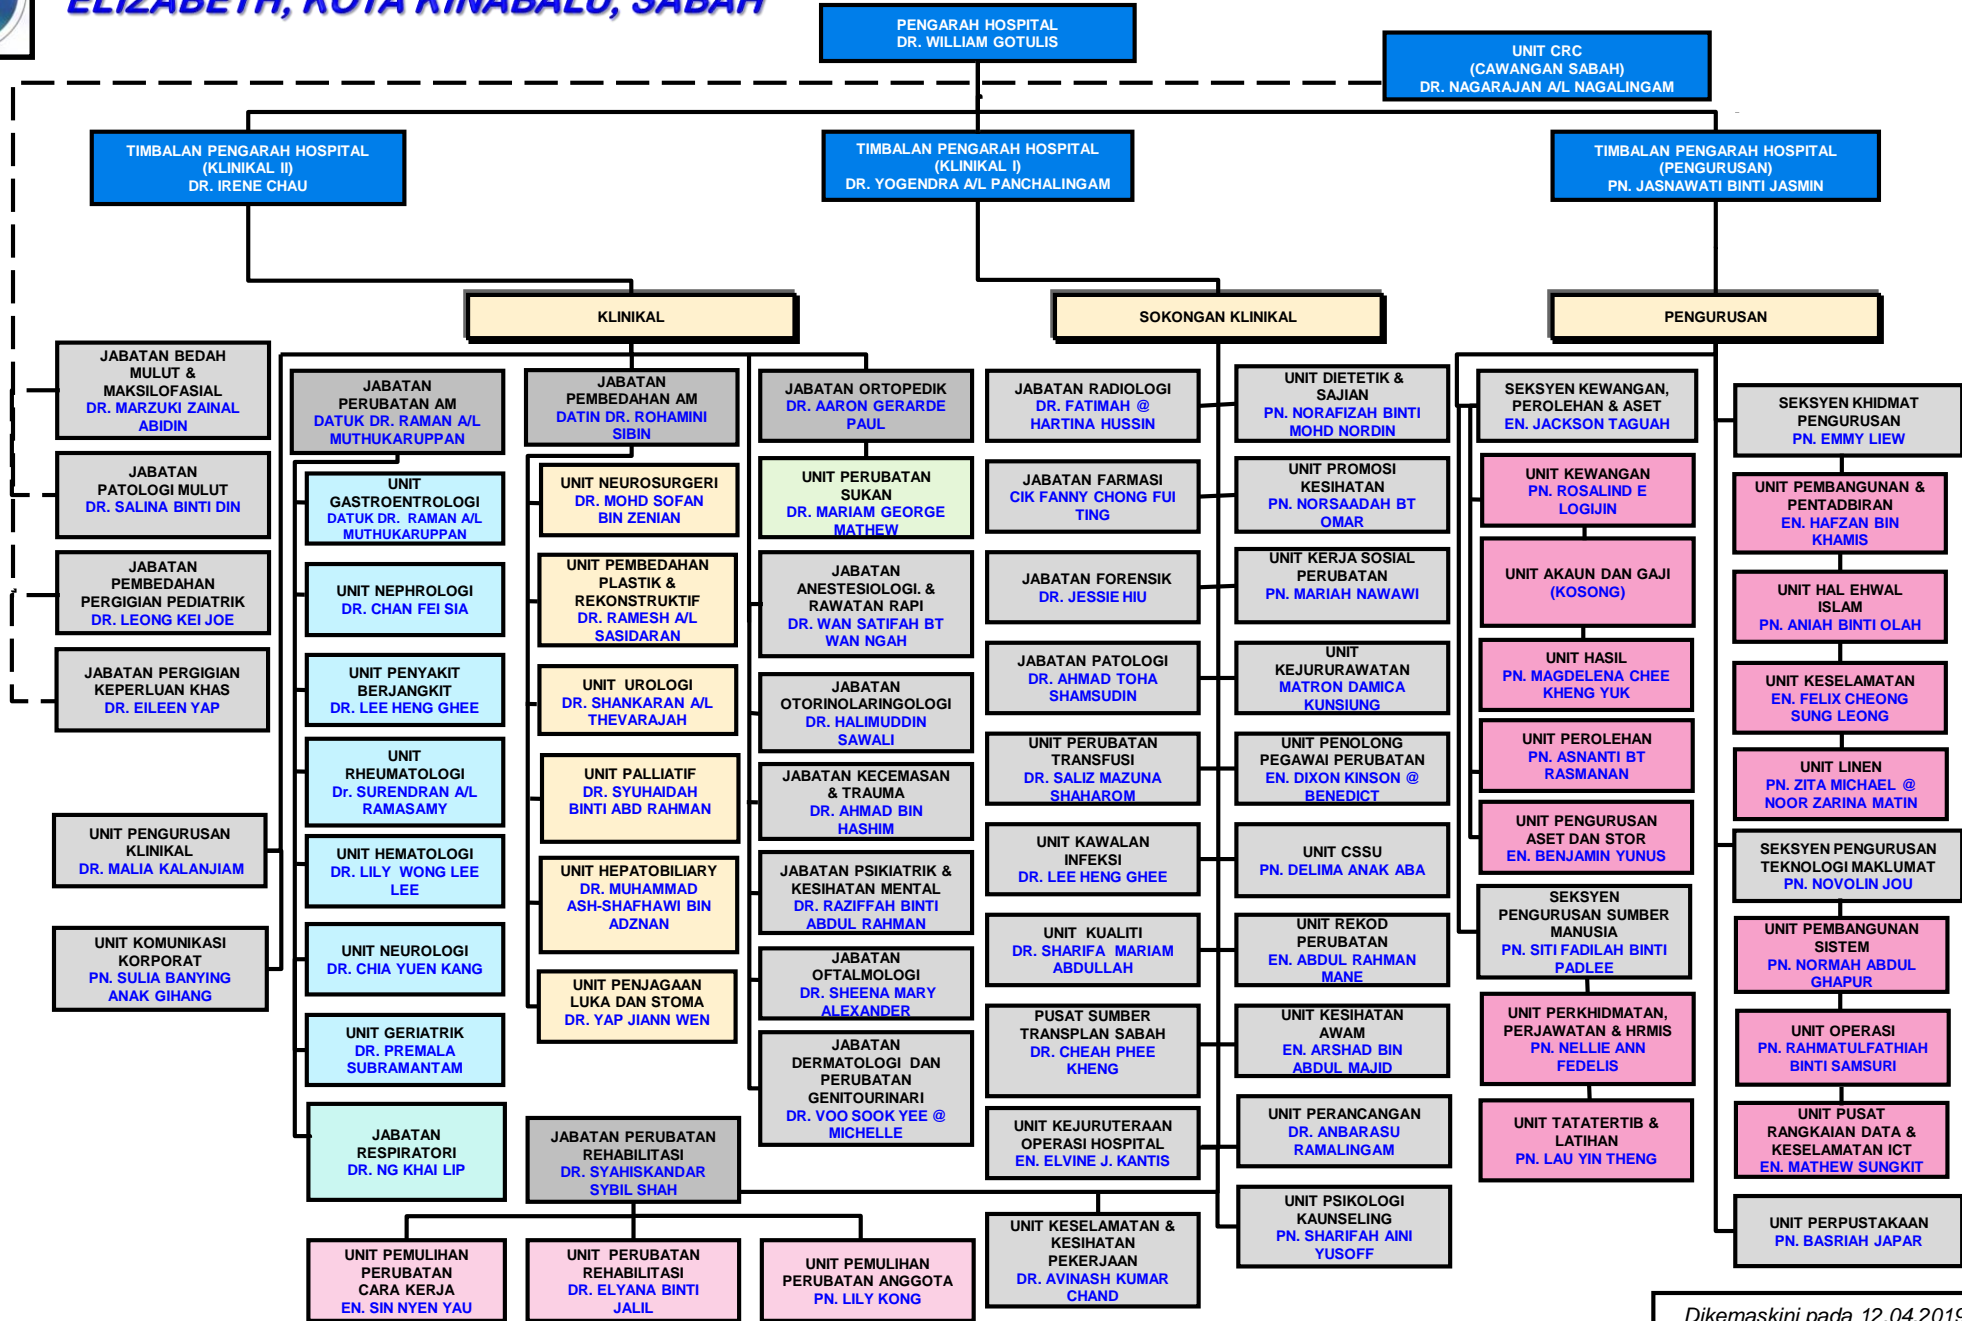 ELIZABETH, KOTA KINABALU, SABAH
PENGARAH HOSPITAL
DR. WILLIAM GOTULIS
UNIT CRC
(CAWANGAN SABAH)
DR. NAGARAJAN A/L NAGALINGAM
TIMBALAN PENGARAH HOSPITAL
(KLINIKAL II)
DR. IRENE CHAU
TIMBALAN PENGARAH HOSPITAL
(KLINIKAL I)
DR. YOGENDRA A/L PANCHALINGAM
TIMBALAN PENGARAH HOSPITAL
(PENGURUSAN)
PN. JASNAWATI BINTI JASMIN
KLINIKAL
SOKONGAN KLINIKAL
PENGURUSAN
JABATAN BEDAH
MULUT &
MAKSILOFASIAL
DR. MARZUKI ZAINAL
ABIDIN
JABATAN
PATOLOGI MULUT
DR. SALINA BINTI DIN
JABATAN
PEMBEDAHAN
PERGIGIAN PEDIATRIK
DR. LEONG KEI JOE
JABATAN PERGIGIAN
KEPERLUAN KHAS
DR. EILEEN YAP
UNIT PENGURUSAN
KLINIKAL
DR. MALIA KALANJIAM
UNIT KOMUNIKASI
KORPORAT
PN. SULIA BANYING
ANAK GIHANG
JABATAN
PERUBATAN AM
DATUK DR. RAMAN A/L
MUTHUKARUPPAN
UNIT
GASTROENTROLOGI
DATUK DR. RAMAN A/L
MUTHUKARUPPAN
UNIT NEPHROLOGI
DR. CHAN FEI SIA
UNIT PENYAKIT
BERJANGKIT
DR. LEE HENG GHEE
UNIT
RHEUMATOLOGI
Dr. SURENDRAN A/L
RAMASAMY
UNIT HEMATOLOGI
DR. LILY WONG LEE
LEE
UNIT NEUROLOGI
DR. CHIA YUEN KANG
UNIT GERIATRIK
DR. PREMALA
SUBRAMANTAM
JABATAN
RESPIRATORI
DR. NG KHAI LIP
JABATAN
PEMBEDAHAN AM
DATIN DR. ROHAMINI
SIBIN
UNIT NEUROSURGERI
DR. MOHD SOFAN
BIN ZENIAN
UNIT PEMBEDAHAN
PLASTIK &
REKONSTRUKTIF
DR. RAMESH A/L
SASIDARAN
UNIT UROLOGI
DR. SHANKARAN A/L
THEVARAJAH
UNIT PALLIATIF
DR. SYUHAIDAH
BINTI ABD RAHMAN
UNIT HEPATOBILIARY
DR. MUHAMMAD
ASH-SHAFHAWI BIN
ADZNAN
UNIT PENJAGAAN
LUKA DAN STOMA
DR. YAP JIANN WEN
JABATAN PERUBATAN
REHABILITASI
DR. SYAHISKANDAR
SYBIL SHAH
UNIT PEMULIHAN
PERUBATAN
CARA KERJA
EN. SIN NYEN YAU
UNIT PERUBATAN
REHABILITASI
DR. ELYANA BINTI
JALIL
UNIT PEMULIHAN
PERUBATAN ANGGOTA
PN. LILY KONG
JABATAN ORTOPEDIK
DR. AARON GERARDE
PAUL
UNIT PERUBATAN
SUKAN
DR. MARIAM GEORGE
MATHEW
JABATAN
ANESTESIOLOGI. &
RAWATAN RAPI
DR. WAN SATIFAH BT
WAN NGAH
JABATAN
OTORINOLARINGOLOGI
DR. HALIMUDDIN
SAWALI
JABATAN KECEMASAN
& TRAUMA
DR. AHMAD BIN
HASHIM
JABATAN PSIKIATRIK &
KESIHATAN MENTAL
DR. RAZIFFAH BINTI
ABDUL RAHMAN
JABATAN
OFTALMOLOGI
DR. SHEENA MARY
ALEXANDER
JABATAN
DERMATOLOGI DAN
PERUBATAN
GENITOURINARI
DR. VOO SOOK YEE @
MICHELLE
JABATAN RADIOLOGI
DR. FATIMAH @
HARTINA HUSSIN
JABATAN FARMASI
CIK FANNY CHONG FUI
TING
JABATAN FORENSIK
DR. JESSIE HIU
JABATAN PATOLOGI
DR. AHMAD TOHA
SHAMSUDIN
UNIT PERUBATAN
TRANSFUSI
DR. SALIZ MAZUNA
SHAHAROM
UNIT KAWALAN
INFEKSI
DR. LEE HENG GHEE
UNIT KUALITI
DR. SHARIFA MARIAM
ABDULLAH
PUSAT SUMBER
TRANSPLAN SABAH
DR. CHEAH PHEE
KHENG
UNIT KEJURUTERAAN
OPERASI HOSPITAL
EN. ELVINE J. KANTIS
UNIT KESELAMATAN &
KESIHATAN
PEKERJAAN
DR. AVINASH KUMAR
CHAND
UNIT DIETETIK &
SAJIAN
PN. NORAFIZAH BINTI
MOHD NORDIN
UNIT PROMOSI
KESIHATAN
PN. NORSAADAH BT
OMAR
UNIT KERJA SOSIAL
PERUBATAN
PN. MARIAH NAWAWI
UNIT
KEJURURAWATAN
MATRON DAMICA
KUNSIUNG
UNIT PENOLONG
PEGAWAI PERUBATAN
EN. DIXON KINSON @
BENEDICT
UNIT CSSU
PN. DELIMA ANAK ABA
UNIT REKOD
PERUBATAN
EN. ABDUL RAHMAN
MANE
UNIT KESIHATAN
AWAM
EN. ARSHAD BIN
ABDUL MAJID
UNIT PERANCANGAN
DR. ANBARASU
RAMALINGAM
UNIT PSIKOLOGI
KAUNSELING
PN. SHARIFAH AINI
YUSOFF
SEKSYEN KEWANGAN,
PEROLEHAN & ASET
EN. JACKSON TAGUAH
UNIT KEWANGAN
PN. ROSALIND E
LOGIJIN
UNIT AKAUN DAN GAJI
(KOSONG)
UNIT HASIL
PN. MAGDELENA CHEE
KHENG YUK
UNIT PEROLEHAN
PN. ASNANTI BT
RASMANAN
UNIT PENGURUSAN
ASET DAN STOR
EN. BENJAMIN YUNUS
SEKSYEN
PENGURUSAN SUMBER
MANUSIA
PN. SITI FADILAH BINTI
PADLEE
UNIT PERKHIDMATAN,
PERJAWATAN & HRMIS
PN. NELLIE ANN
FEDELIS
UNIT TATATERTIB &
LATIHAN
PN. LAU YIN THENG
SEKSYEN KHIDMAT
PENGURUSAN
PN. EMMY LIEW
UNIT PEMBANGUNAN &
PENTADBIRAN
EN. HAFZAN BIN
KHAMIS
UNIT HAL EHWAL
ISLAM
PN. ANIAH BINTI OLAH
UNIT KESELAMATAN
EN. FELIX CHEONG
SUNG LEONG
UNIT LINEN
PN. ZITA MICHAEL @
NOOR ZARINA MATIN
SEKSYEN PENGURUSAN
TEKNOLOGI MAKLUMAT
PN. NOVOLIN JOU
UNIT PEMBANGUNAN
SISTEM
PN. NORMAH ABDUL
GHAPUR
UNIT OPERASI
PN. RAHMATULFATHIAH
BINTI SAMSURI
UNIT PUSAT
RANGKAIAN DATA &
KESELAMATAN ICT
EN. MATHEW SUNGKIT
UNIT PERPUSTAKAAN
PN. BASRIAH JAPAR
Dikemaskini pada 12.04.2019